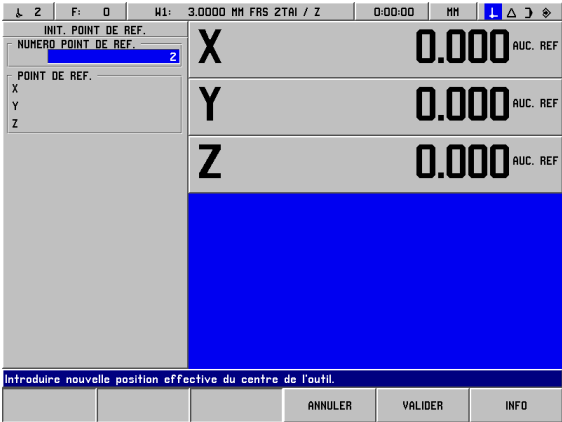 2 F: 0 W1: 3.0000 MM FRS 2TAI / Z 0:00:00 MM
INIT. POINT DE REF.
NUMERO POINT DE REF.
2
POINT DE REF.
X
Y
Z
X 0.000 AUC. REF
Y 0.000 AUC. REF
Z 0.000 AUC. REF
Introduire nouvelle position effective du centre de l'outil.
ANNULER VALIDER INFO